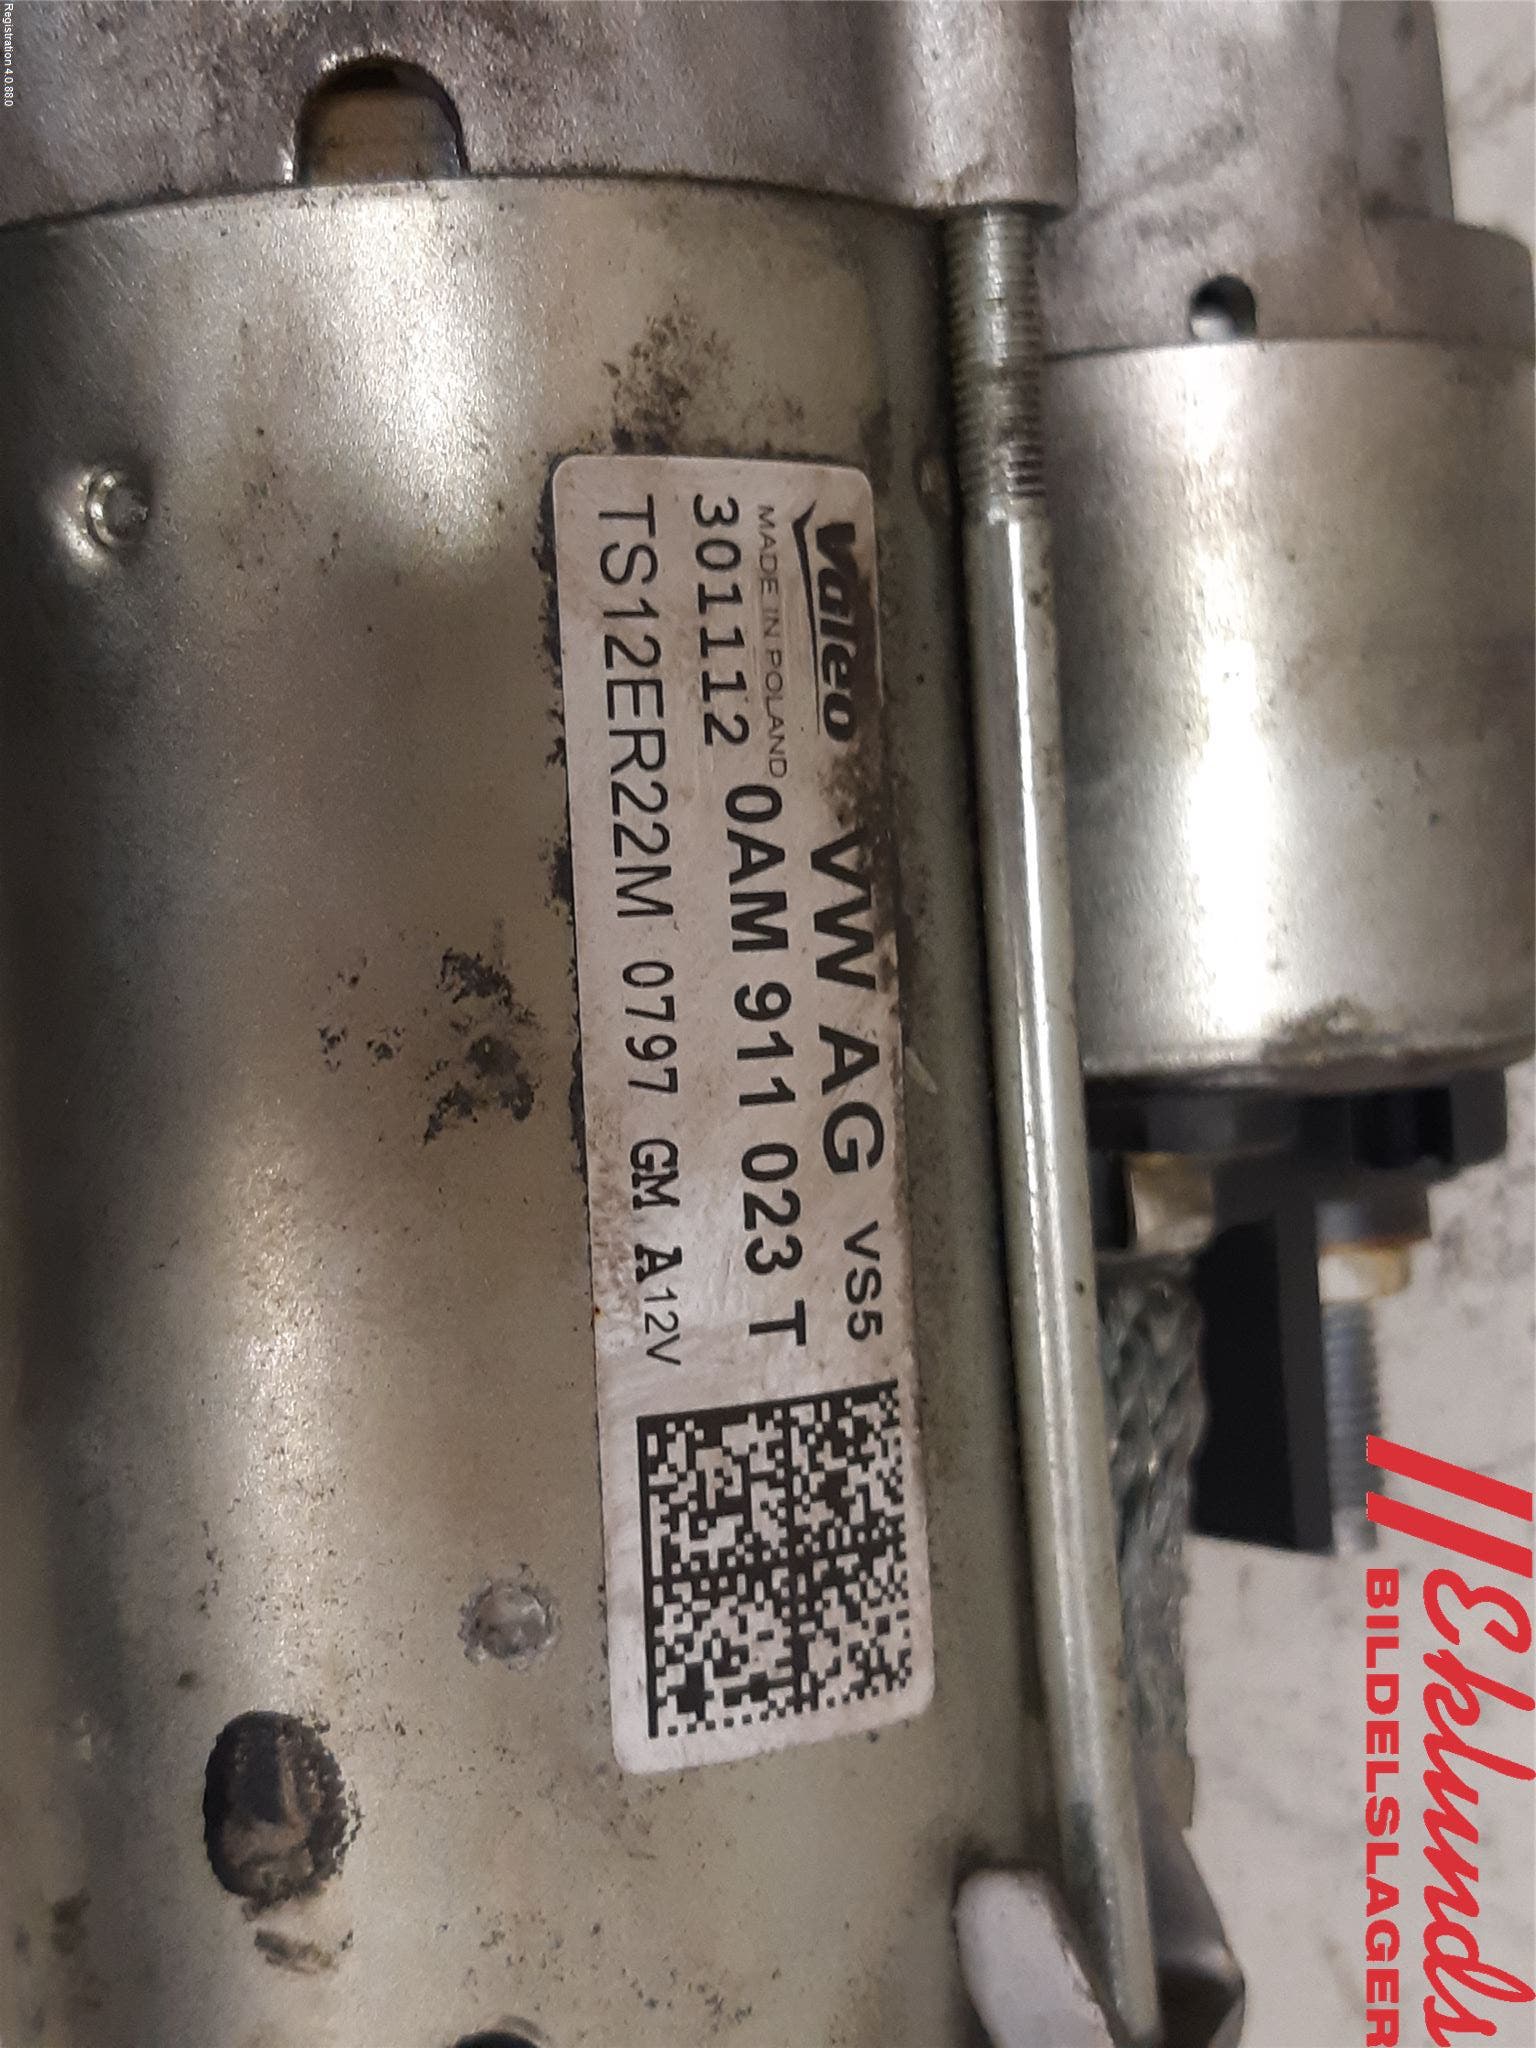 Registration 4.0.88.0
Valeo VW AG VS5
MADE IN POLAND
301112 0AM 911 023 T
TS12ER22M 0797 GM A 12V
Eklunds
BILDELSLAGER